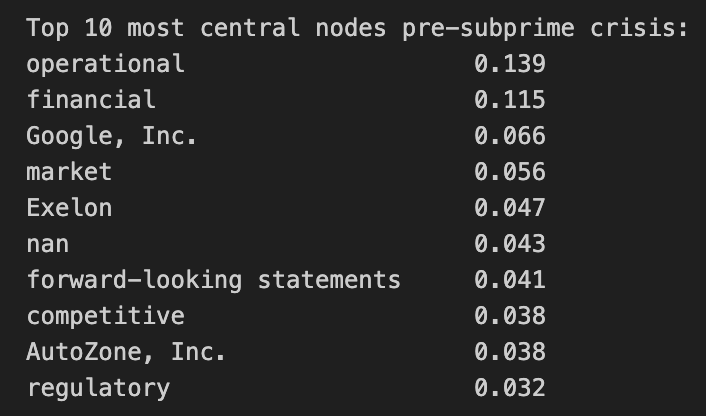 Top 10 most central nodes pre-subprime crisis:
operational 0.139
financial 0.115
Google, Inc. 0.066
market 0.056
Exelon 0.047
nan 0.043
forward-looking statements 0.041
competitive 0.038
AutoZone, Inc. 0.038
regulatory 0.032